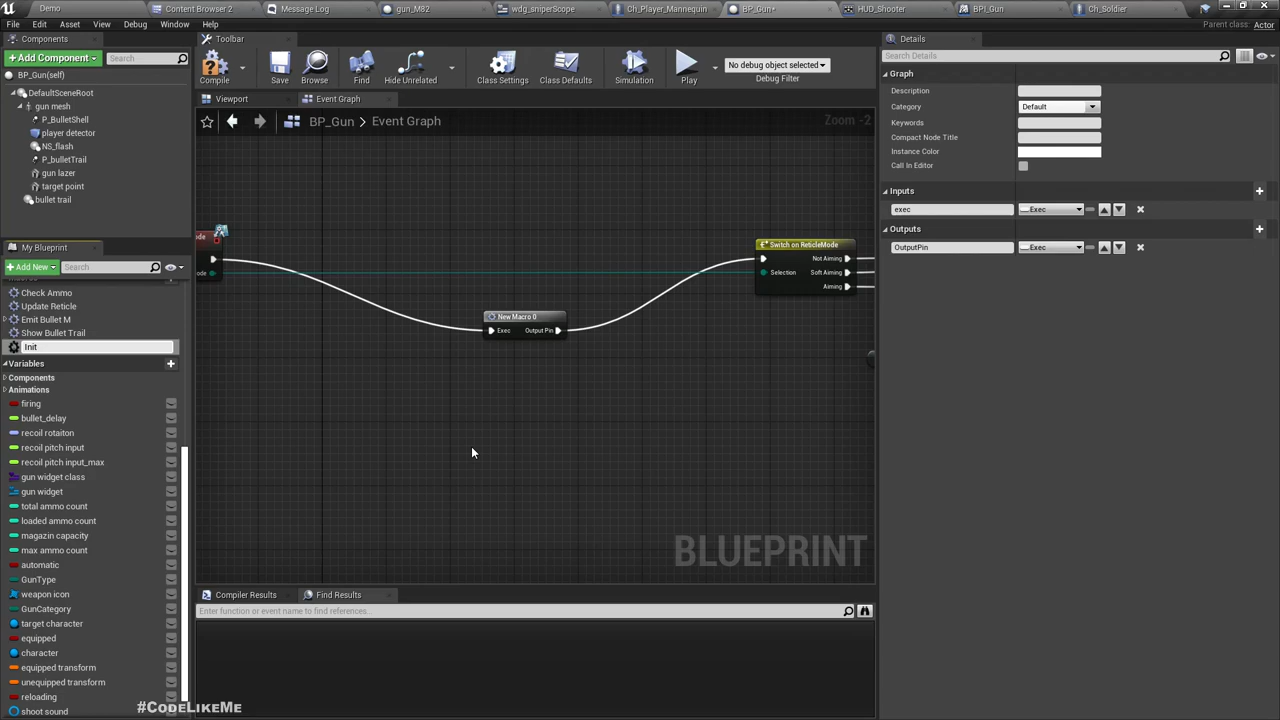 Demo
Content Browser 2
Message Log
gun_M82
wdg_smiperScope
Ch_Player_Mannequin
BP_Gun*
HUD_Shooter
BPI_Gun
Ch_Soldier
File
Edit
Asset
View
Debug
Window
Help
Parent class: Actor
Components
+ Add Component
Search
BP_Gun(self)
DefaultSceneRoot
gun mesh
P_BulletShell
player detector
NS_flash
P_bulletTrail
gun lazer
target point
bullet trail
My Blueprint
+ Add New
Search
Check Ammo
Update Reticle
Emit Bullet M
Show Bullet Trail
Init
Variables
Components
Animations
firing
bullet_delay
recoil rotaiton
recoil pitch input
recoil pitch input_max
gun widget class
gun widget
total ammo count
loaded ammo count
magazin capacity
max ammo count
automatic
GunType
weapon icon
GunCategory
target character
equipped
character
equipped transform
unequipped transform
reloading
shoot sound
Toolbar
Compile
Save
Browse
Find
Hide Unrelated
Class Settings
Class Defaults
Simulation
Play
No debug object selected
Debug Filter
Viewport
Event Graph
BP_Gun > Event Graph
Zoom -2
ode
ode
New Macro 0
Exec
Output Pin
Switch on ReticleMode
Not Aiming
Selection
Soft Aiming
Aiming
BLUEPRINT
Compiler Results
Find Results
Enter function or event name to find references...
Details
Search Details
Graph
Description
Category
Default
Keywords
Compact Node Title
Instance Color
Call In Editor
Inputs
exec
Exec
Outputs
OutputPin
Exec
#CodeLikeMe